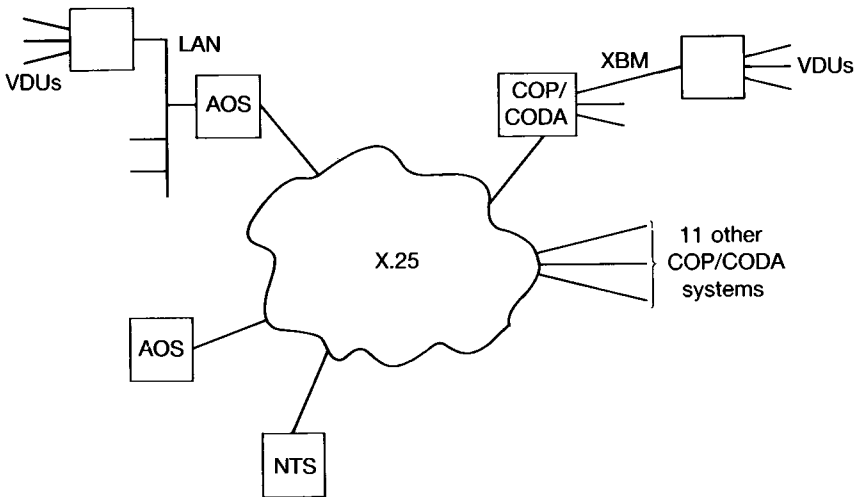 LAN
VDUs
AOS
XBM
VDUs
COP/
CODA
X.25
11 other
COP/CODA
systems
AOS
NTS